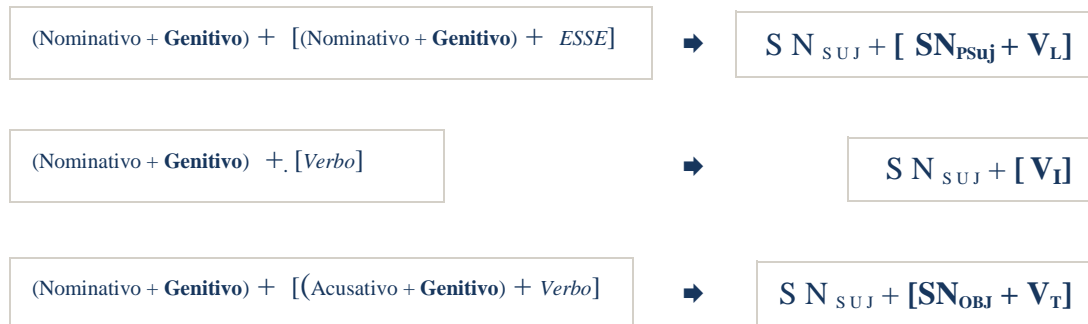 (Nominativo + Genitivo) + [(Nominativo + Genitivo) + ESSE] ➡ S N SUJ + [ SNPSuj + VL]
(Nominativo + Genitivo) +. [Verbo] ➡ S N SUJ + [ VI]
(Nominativo + Genitivo) + [(Acusativo + Genitivo) + Verbo] ➡ S N SUJ + [SNOBJ + VT]